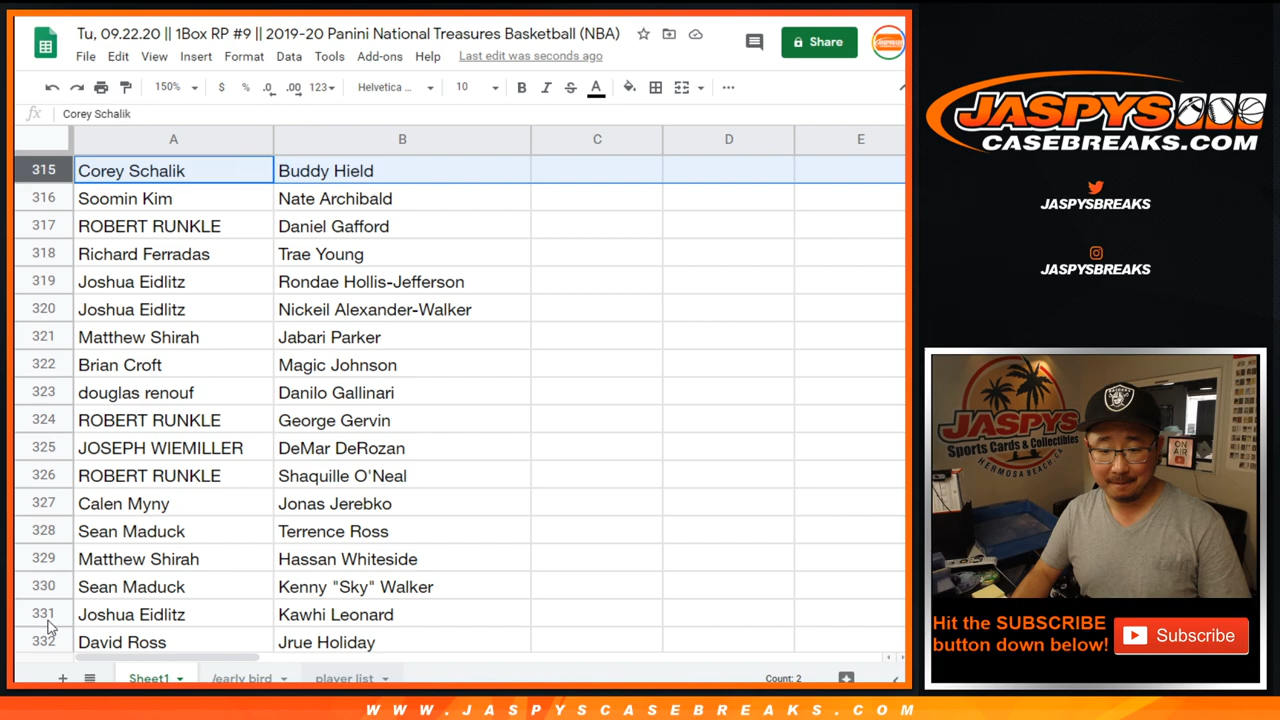 Tu, 09.22.20 || 1Box RP #9 || 2019-20 Panini National Treasures Basketball (NBA)
File Edit View Insert Format Data Tools Add-ons Help Last edit was seconds ago
Share
150% $ % .0 .00 123 Helvetica ... 10 B I S A
fx Corey Schalik
A B C D E
315 Corey Schalik Buddy Hield
316 Soomin Kim Nate Archibald
317 ROBERT RUNKLE Daniel Gafford
318 Richard Ferradas Trae Young
319 Joshua Eidlitz Rondae Hollis-Jefferson
320 Joshua Eidlitz Nickeil Alexander-Walker
321 Matthew Shirah Jabari Parker
322 Brian Croft Magic Johnson
323 douglas renouf Danilo Gallinari
324 ROBERT RUNKLE George Gervin
325 JOSEPH WIEMILLER DeMar DeRozan
326 ROBERT RUNKLE Shaquille O'Neal
327 Calen Myny Jonas Jerebko
328 Sean Maduck Terrence Ross
329 Matthew Shirah Hassan Whiteside
330 Sean Maduck Kenny "Sky" Walker
331 Joshua Eidlitz Kawhi Leonard
332 David Ross Jrue Holiday
Sheet1 /early bird player list Count: 2
JASPYS
CASEBREAKS.COM
JASPYSBREAKS
JASPYSBREAKS
JASPYS
Sports Cards & Collectibles
HERMOSA BEACH, CA
ON AIR
RAIDERS
Hit the SUBSCRIBE
button down below!
Subscribe
WWW.JASPYSCASEBREAKS.COM